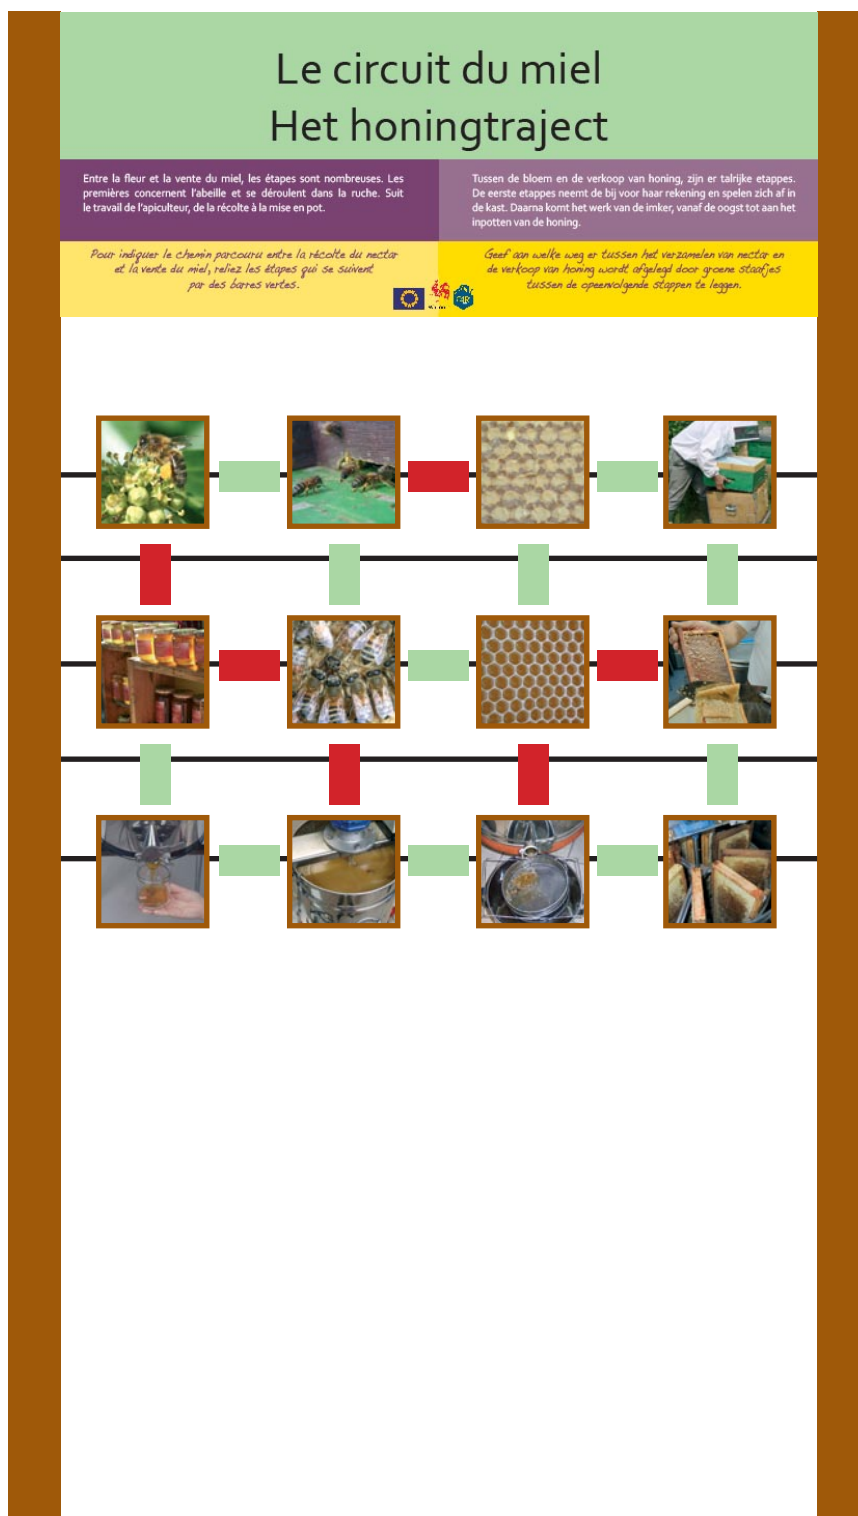 Le circuit du miel
Het honingtraject
Entre la fleur et la vente du miel, les étapes sont nombreuses. Les
premières concernent l'abeille et se déroulent dans la ruche. Suit
le travail de l'apiculteur, de la récolte à la mise en pot.
Tussen de bloem en de verkoop van honing, zijn er talrijke etappes.
De eerste etappes neemt de bij voor haar rekening en spelen zich af in
de kast. Daarna komt het werk van de imker, vanaf de oogst tot aan het
inpotten van de honing.
Pour indiquer le chemin parcouru entre la récolte du nectar
et la vente du miel, reliez les étapes qui se suivent
par des barres vertes.
Geef aan welke weg er tussen het verzamelen van nectar en
de verkoop van honing wordt afgelegd door groene staafjes
tussen de opeenvolgende stappen te leggen.